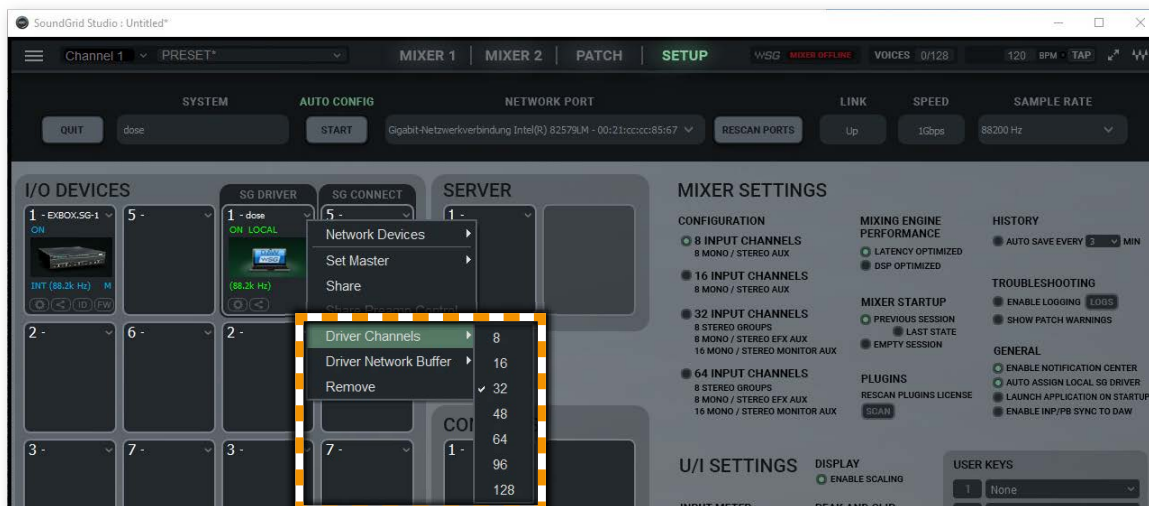 SoundGrid Studio : Untitled*
Channel 1 PRESET* MIXER 1 MIXER 2 PATCH SETUP WSG MIXER OFFLINE VOICES 0/128 120 BPM TAP
SYSTEM AUTO CONFIG NETWORK PORT LINK SPEED SAMPLE RATE
QUIT dose START Gigabit-Netzwerkverbindung Intel(R) 82579LM - 00:21:cc:cc:85:67 RESCAN PORTS Up 1Gbps 88200 Hz
I/O DEVICES SG DRIVER SG CONNECT SERVER
1 - EXBOX.SG-1 5 - 1 - dose 5 - 1 -
ON ON LOCAL
WSG
INT (88.2k Hz) M (88.2k Hz)
ID FW
Network Devices
Set Master
Share
Driver Channels
Driver Network Buffer
Remove
8
16
32
48
64
96
128
2 - 6 - 2 -
3 - 7 - 3 - 7 - 1 -
MIXER SETTINGS
CONFIGURATION
8 INPUT CHANNELS
8 MONO / STEREO AUX
16 INPUT CHANNELS
8 MONO / STEREO AUX
32 INPUT CHANNELS
8 STEREO GROUPS
8 MONO / STEREO EFX AUX
16 MONO / STEREO MONITOR AUX
64 INPUT CHANNELS
8 STEREO GROUPS
8 MONO / STEREO EFX AUX
16 MONO / STEREO MONITOR AUX
MIXING ENGINE
PERFORMANCE
LATENCY OPTIMIZED
DSP OPTIMIZED
MIXER STARTUP
PREVIOUS SESSION
LAST STATE
EMPTY SESSION
PLUGINS
RESCAN PLUGINS LICENSE
SCAN
HISTORY
AUTO SAVE EVERY 3 MIN
TROUBLESHOOTING
ENABLE LOGGING LOGS
SHOW PATCH WARNINGS
GENERAL
ENABLE NOTIFICATION CENTER
AUTO ASSIGN LOCAL SG DRIVER
LAUNCH APPLICATION ON STARTUP
ENABLE INP/PB SYNC TO DAW
U/I SETTINGS DISPLAY
ENABLE SCALING
USER KEYS
1 None